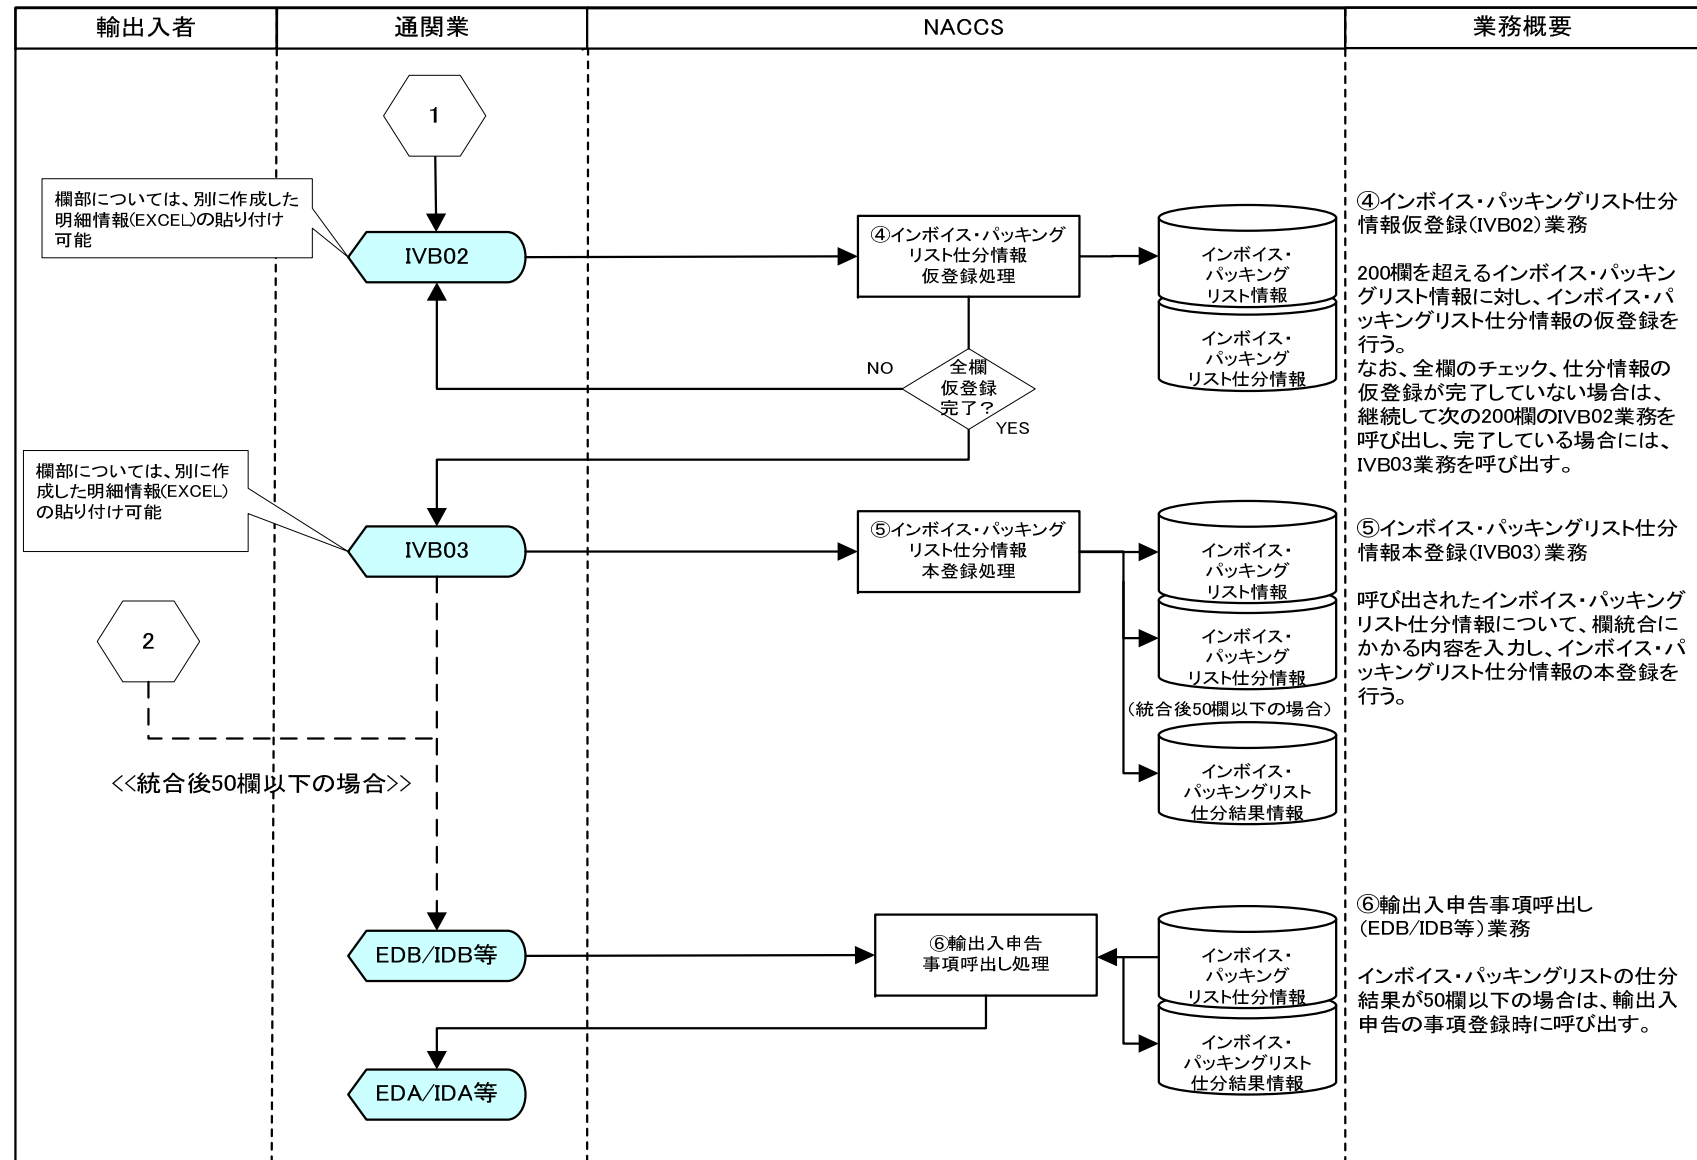 輸出入者
通関業
NACCS
業務概要
1
欄部については、別に作成した
明細情報(EXCEL)の貼り付け
可能
IVB02
④インボイス・パッキング
リスト仕分情報
仮登録処理
インボイス・
パッキング
リスト情報
インボイス・
パッキング
リスト仕分情報
NO
全欄
仮登録
完了?
YES
④インボイス・パッキングリスト仕分
情報仮登録(IVB02)業務
200欄を超えるインボイス・パッキン
グリスト情報に対し、インボイス・パ
ッキングリスト仕分情報の仮登録を
行う。
なお、全欄のチェック、仕分情報の
仮登録が完了していない場合は、
継続して次の200欄のIVB02業務を
呼び出し、完了している場合には、
IVB03業務を呼び出す。
欄部については、別に作
成した明細情報(EXCEL)
の貼り付け可能
IVB03
⑤インボイス・パッキング
リスト仕分情報
本登録処理
インボイス・
パッキング
リスト情報
インボイス・
パッキング
リスト仕分情報
(統合後50欄以下の場合)
インボイス・
パッキングリスト
仕分結果情報
⑤インボイス・パッキングリスト仕分
情報本登録(IVB03)業務
呼び出されたインボイス・パッキング
リスト仕分情報について、欄統合に
かかる内容を入力し、インボイス・パ
ッキングリスト仕分情報の本登録を
行う。
2
<<統合後50欄以下の場合>>
EDB/IDB等
⑥輸出入申告
事項呼出し処理
インボイス・
パッキング
リスト仕分情報
インボイス・
パッキングリスト
仕分結果情報
⑥輸出入申告事項呼出し
(EDB/IDB等)業務
インボイス・パッキングリストの仕分
結果が50欄以下の場合は、輸出入
申告の事項登録時に呼び出す。
EDA/IDA等